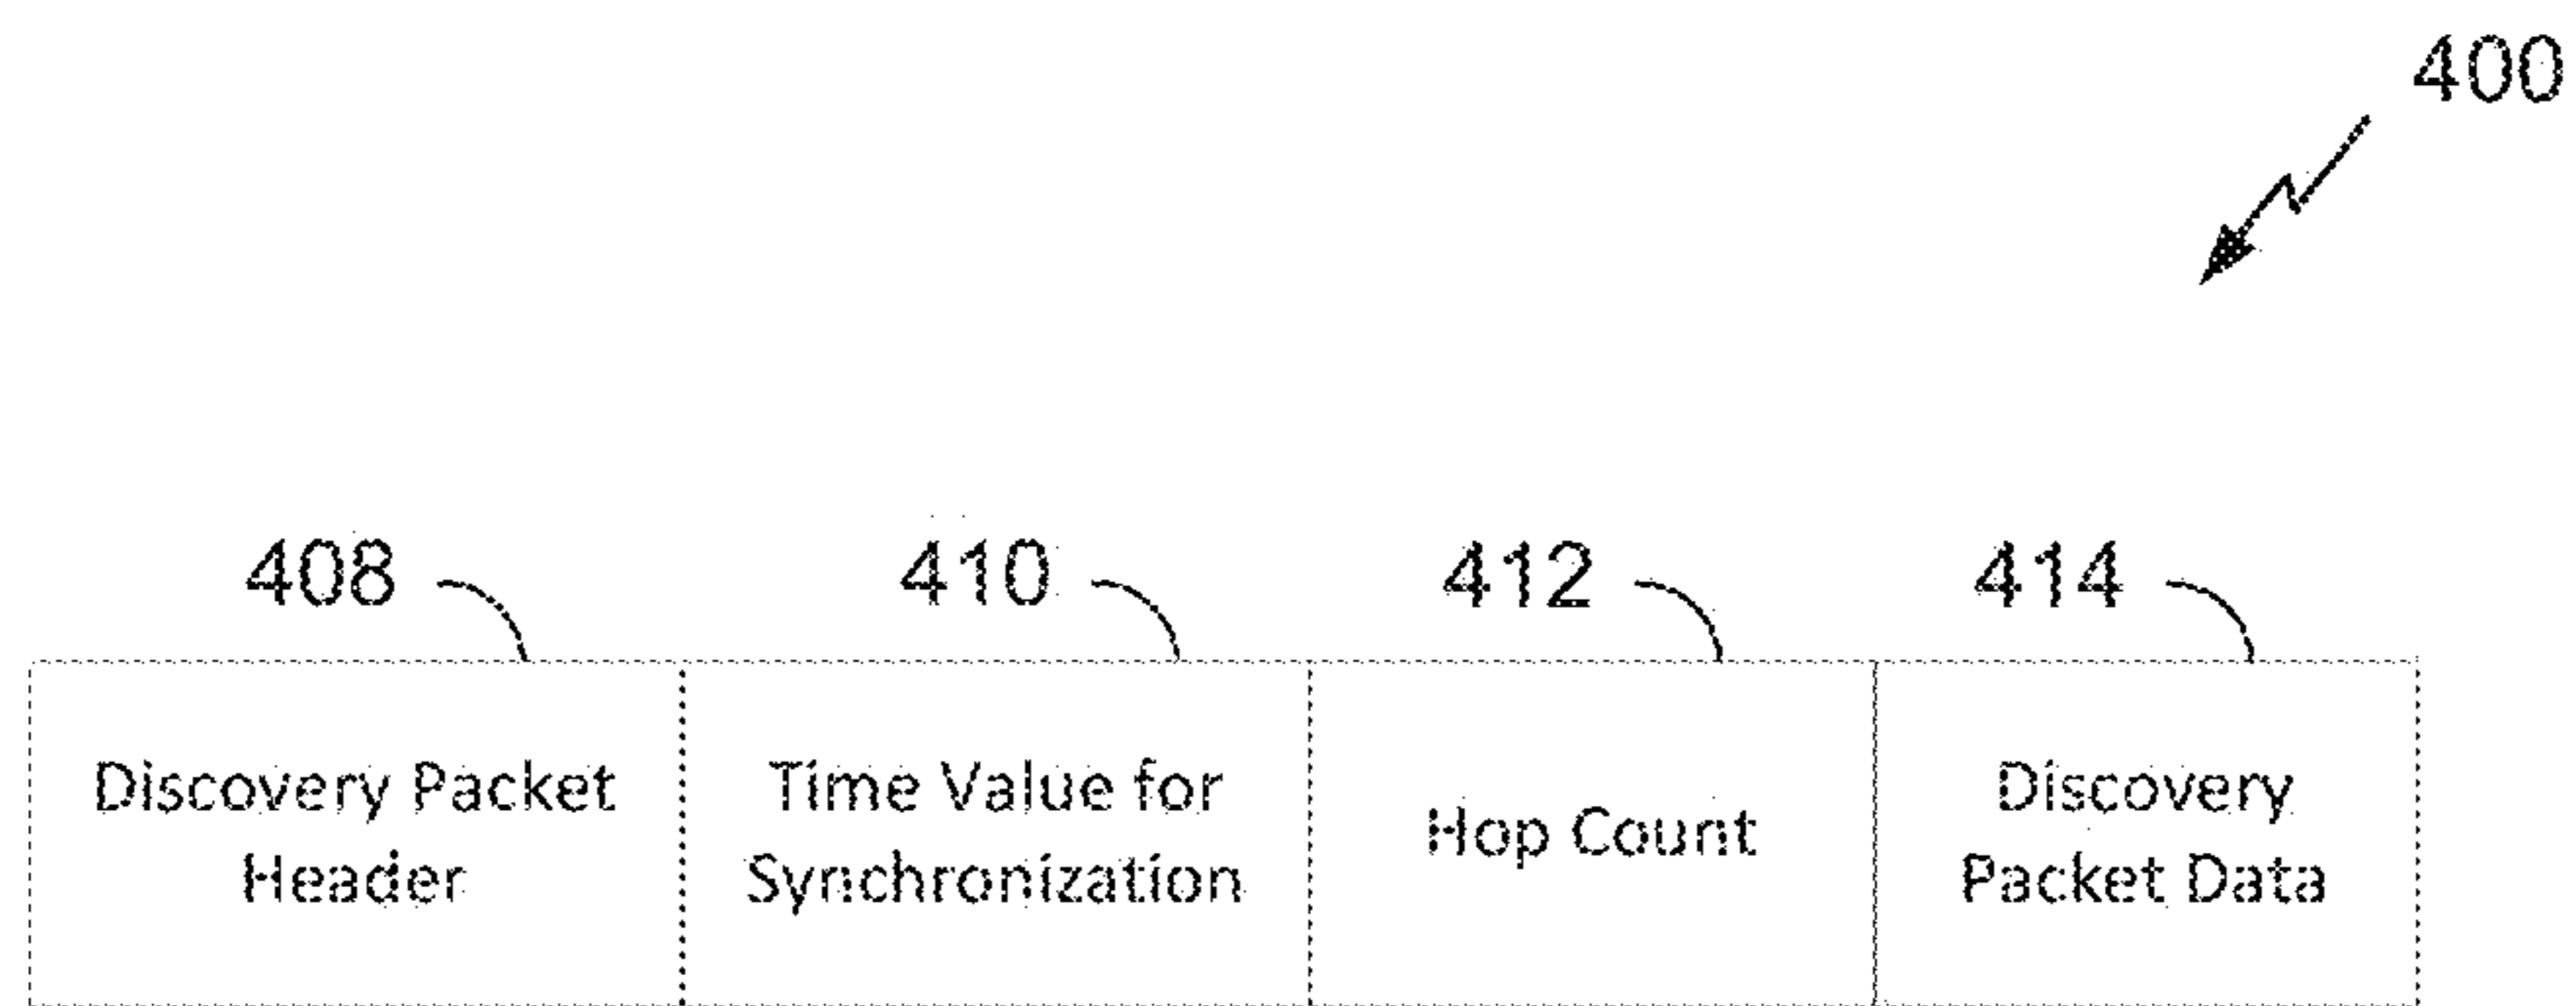 400
408
410
412
414
Discovery Packet
Header
Time Value for
Synchronization
Hop Count
Discovery
Packet Data